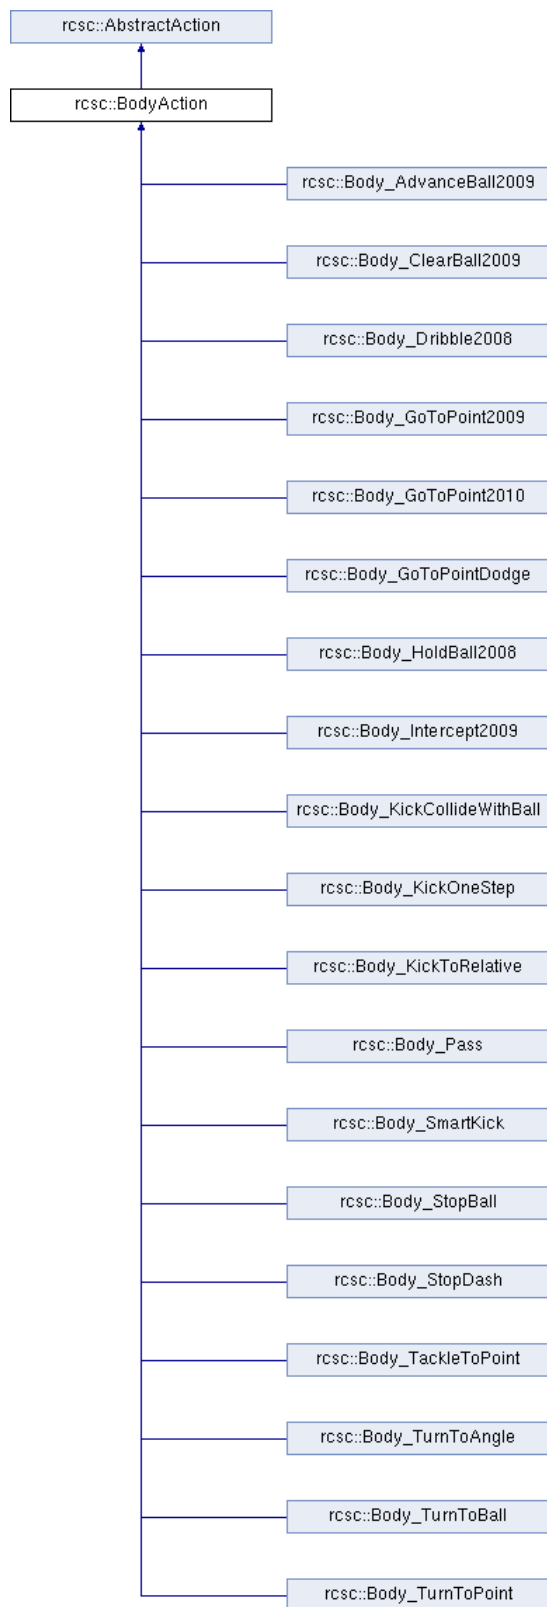 rcsc::AbstractAction
rcsc::BodyAction
rcsc::Body_AdvanceBall2009
rcsc::Body_ClearBall2009
rcsc::Body_Dribble2008
rcsc::Body_GoToPoint2009
rcsc::Body_GoToPoint2010
rcsc::Body_GoToPointDodge
rcsc::Body_HoldBall2008
rcsc::Body_Intercept2009
rcsc::Body_KickCollideWithBall
rcsc::Body_KickOneStep
rcsc::Body_KickToRelative
rcsc::Body_Pass
rcsc::Body_SmartKick
rcsc::Body_StopBall
rcsc::Body_StopDash
rcsc::Body_TackleToPoint
rcsc::Body_TurnToAngle
rcsc::Body_TurnToBall
rcsc::Body_TurnToPoint